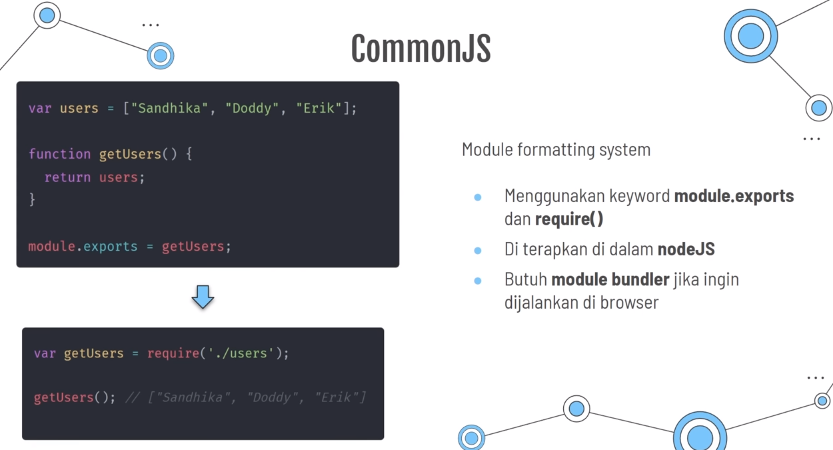 CommonJS
var users = ["Sandhika", "Doddy", "Erik"];
function getUsers() {
  return users;
}
module.exports = getUsers;
var getUsers = require('./users');
getUsers(); // ["Sandhika", "Doddy", "Erik"]
Module formatting system
● Menggunakan keyword module.exports
dan require()
● Di terapkan di dalam nodeJS
● Butuh module bundler jika ingin
dijalankan di browser